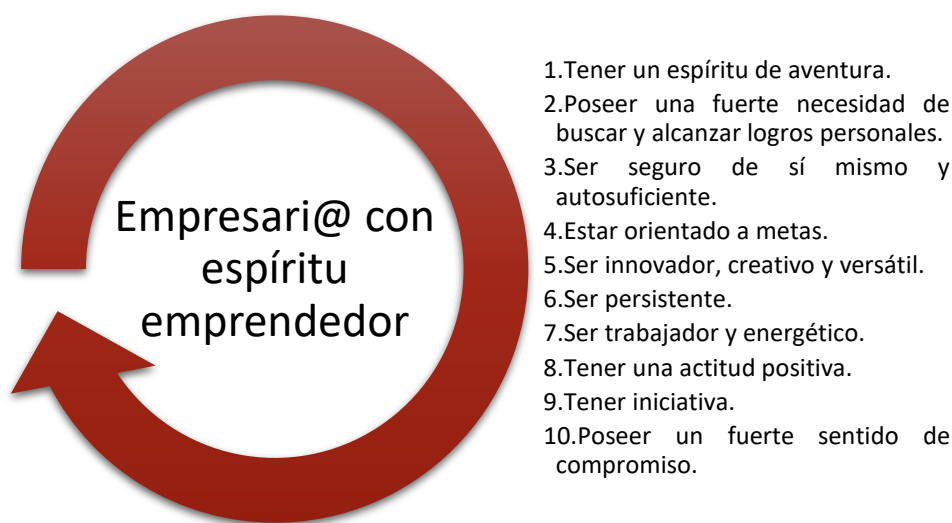 Empresari@ con
espíritu
emprendedor
1.Tener un espíritu de aventura.
2.Poseer una fuerte necesidad de
buscar y alcanzar logros personales.
3.Ser seguro de sí mismo y
autosuficiente.
4.Estar orientado a metas.
5.Ser innovador, creativo y versátil.
6.Ser persistente.
7.Ser trabajador y energético.
8.Tener una actitud positiva.
9.Tener iniciativa.
10.Poseer un fuerte sentido de
compromiso.